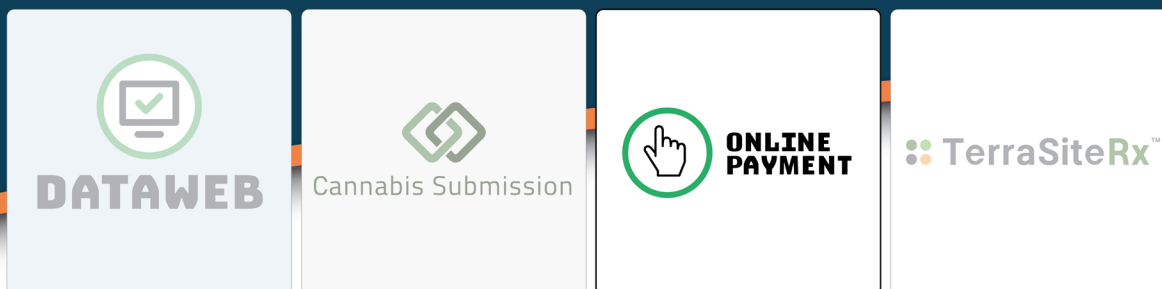 DATAWEB
Cannabis Submission
ONLINE
PAYMENT
TerraSiteRx™